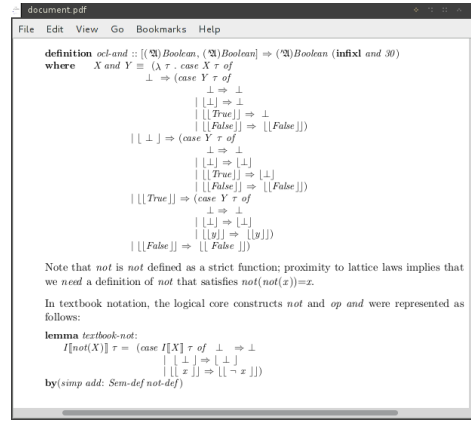 document.pdf
File Edit View Go Bookmarks Help
definition ocl-and :: [('𝔄)Boolean, ('𝔄)Boolean] ⇒ ('𝔄)Boolean (infixl and 30)
where X and Y ≡ (λ τ . case X τ of
⊥ ⇒ (case Y τ of
⊥ ⇒ ⊥
| ⌊⊥⌋ ⇒ ⊥
| ⌊⌊True⌋⌋ ⇒ ⊥
| ⌊⌊False⌋⌋ ⇒ ⌊⌊False⌋⌋)
| ⌊ ⊥ ⌋ ⇒ (case Y τ of
⊥ ⇒ ⊥
| ⌊⊥⌋ ⇒ ⌊⊥⌋
| ⌊⌊True⌋⌋ ⇒ ⌊⊥⌋
| ⌊⌊False⌋⌋ ⇒ ⌊⌊False⌋⌋)
| ⌊⌊True⌋⌋ ⇒ (case Y τ of
⊥ ⇒ ⊥
| ⌊⊥⌋ ⇒ ⌊⊥⌋
| ⌊⌊y⌋⌋ ⇒ ⌊⌊y⌋⌋)
| ⌊⌊False⌋⌋ ⇒ ⌊⌊ False ⌋⌋)
Note that not is not defined as a strict function; proximity to lattice laws implies that
we need a definition of not that satisfies not(not(x))=x.
In textbook notation, the logical core constructs not and op and were represented as
follows:
lemma textbook-not:
I⟦not(X)⟧ τ = (case I⟦X⟧ τ of ⊥ ⇒ ⊥
| ⌊ ⊥ ⌋ ⇒ ⌊ ⊥ ⌋
| ⌊⌊ x ⌋⌋ ⇒ ⌊⌊ ¬ x ⌋⌋)
by(simp add: Sem-def not-def)